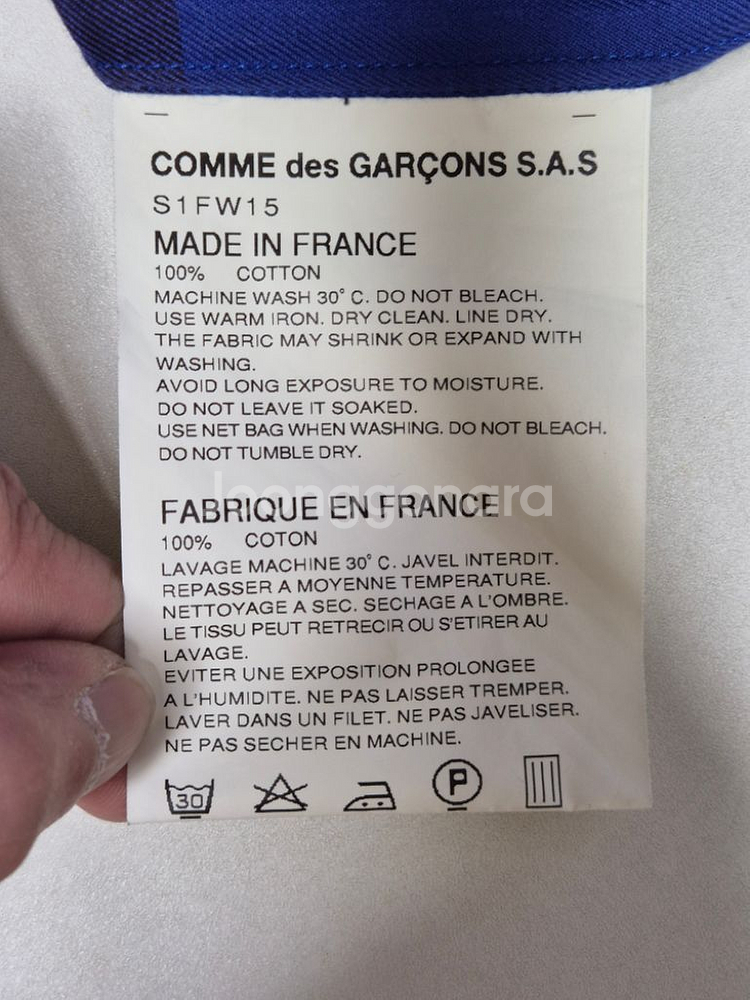 COMME des GARÇONS S.A.S
S1FW15
MADE IN FRANCE
100% COTTON
MACHINE WASH 30° C. DO NOT BLEACH.
USE WARM IRON. DRY CLEAN. LINE DRY.
THE FABRIC MAY SHRINK OR EXPAND WITH
WASHING.
AVOID LONG EXPOSURE TO MOISTURE.
DO NOT LEAVE IT SOAKED.
USE NET BAG WHEN WASHING. DO NOT BLEACH.
DO NOT TUMBLE DRY.
joonggonara
FABRIQUE EN FRANCE
100% COTON
LAVAGE MACHINE 30° C. JAVEL INTERDIT.
REPASSER A MOYENNE TEMPERATURE.
NETTOYAGE A SEC. SECHAGE A L'OMBRE.
LE TISSU PEUT RETRECIR OU S'ETIRER AU
LAVAGE.
EVITER UNE EXPOSITION PROLONGEE
A L'HUMIDITE. NE PAS LAISSER TREMPER.
LAVER DANS UN FILET. NE PAS JAVELISER.
NE PAS SECHER EN MACHINE.
30 P